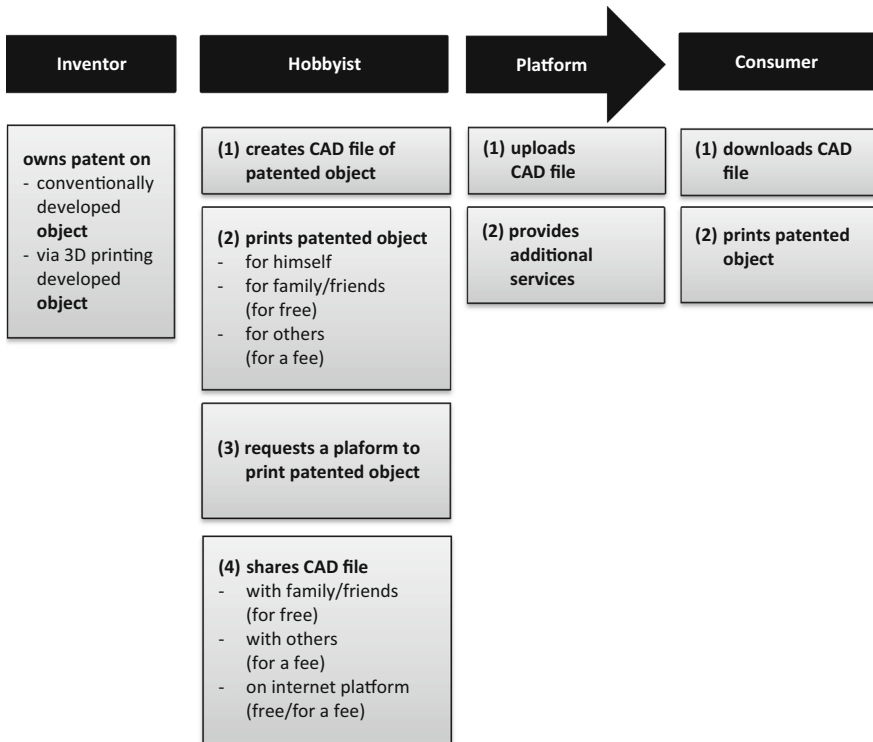 Inventor
Hobbyist
Platform
Consumer
owns patent on
- conventionally
developed
object
- via 3D printing
developed
object
(1) creates CAD file of
patented object
(2) prints patented object
- for himself
- for family/friends
(for free)
- for others
(for a fee)
(3) requests a plaform to
print patented object
(4) shares CAD file
- with family/friends
(for free)
- with others
(for a fee)
- on internet platform
(free/for a fee)
(1) uploads
CAD file
(2) provides
additional
services
(1) downloads CAD
file
(2) prints patented
object